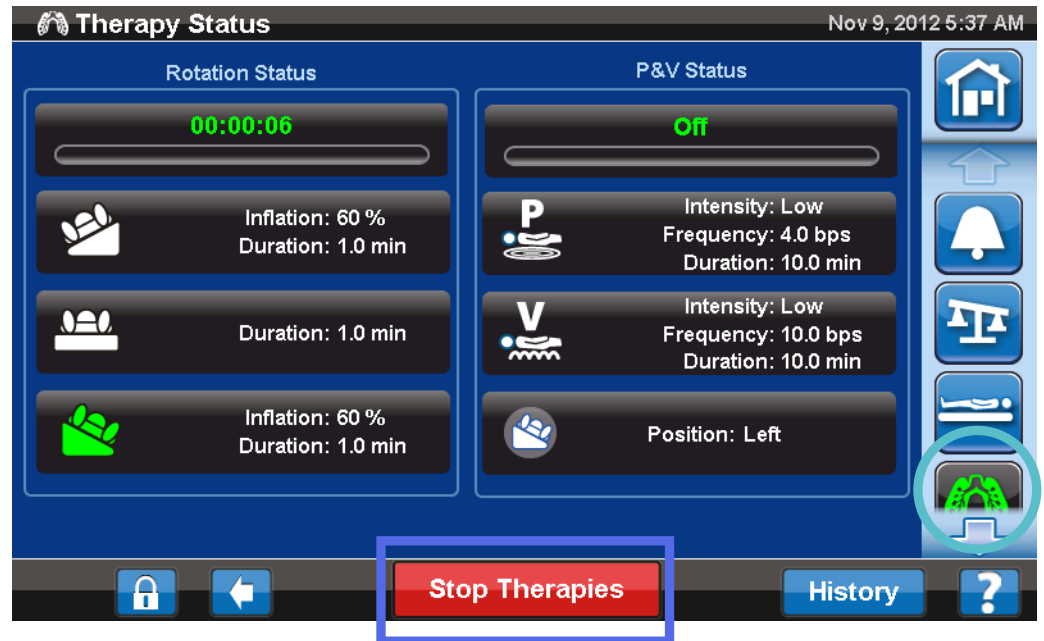 Therapy Status
Nov 9, 2012 5:37 AM
Rotation Status
00:00:06
Inflation: 60 %
Duration: 1.0 min
Duration: 1.0 min
Inflation: 60 %
Duration: 1.0 min
P&V Status
Off
P
Intensity: Low
Frequency: 4.0 bps
Duration: 10.0 min
V
Intensity: Low
Frequency: 10.0 bps
Duration: 10.0 min
Position: Left
Stop Therapies
History
?